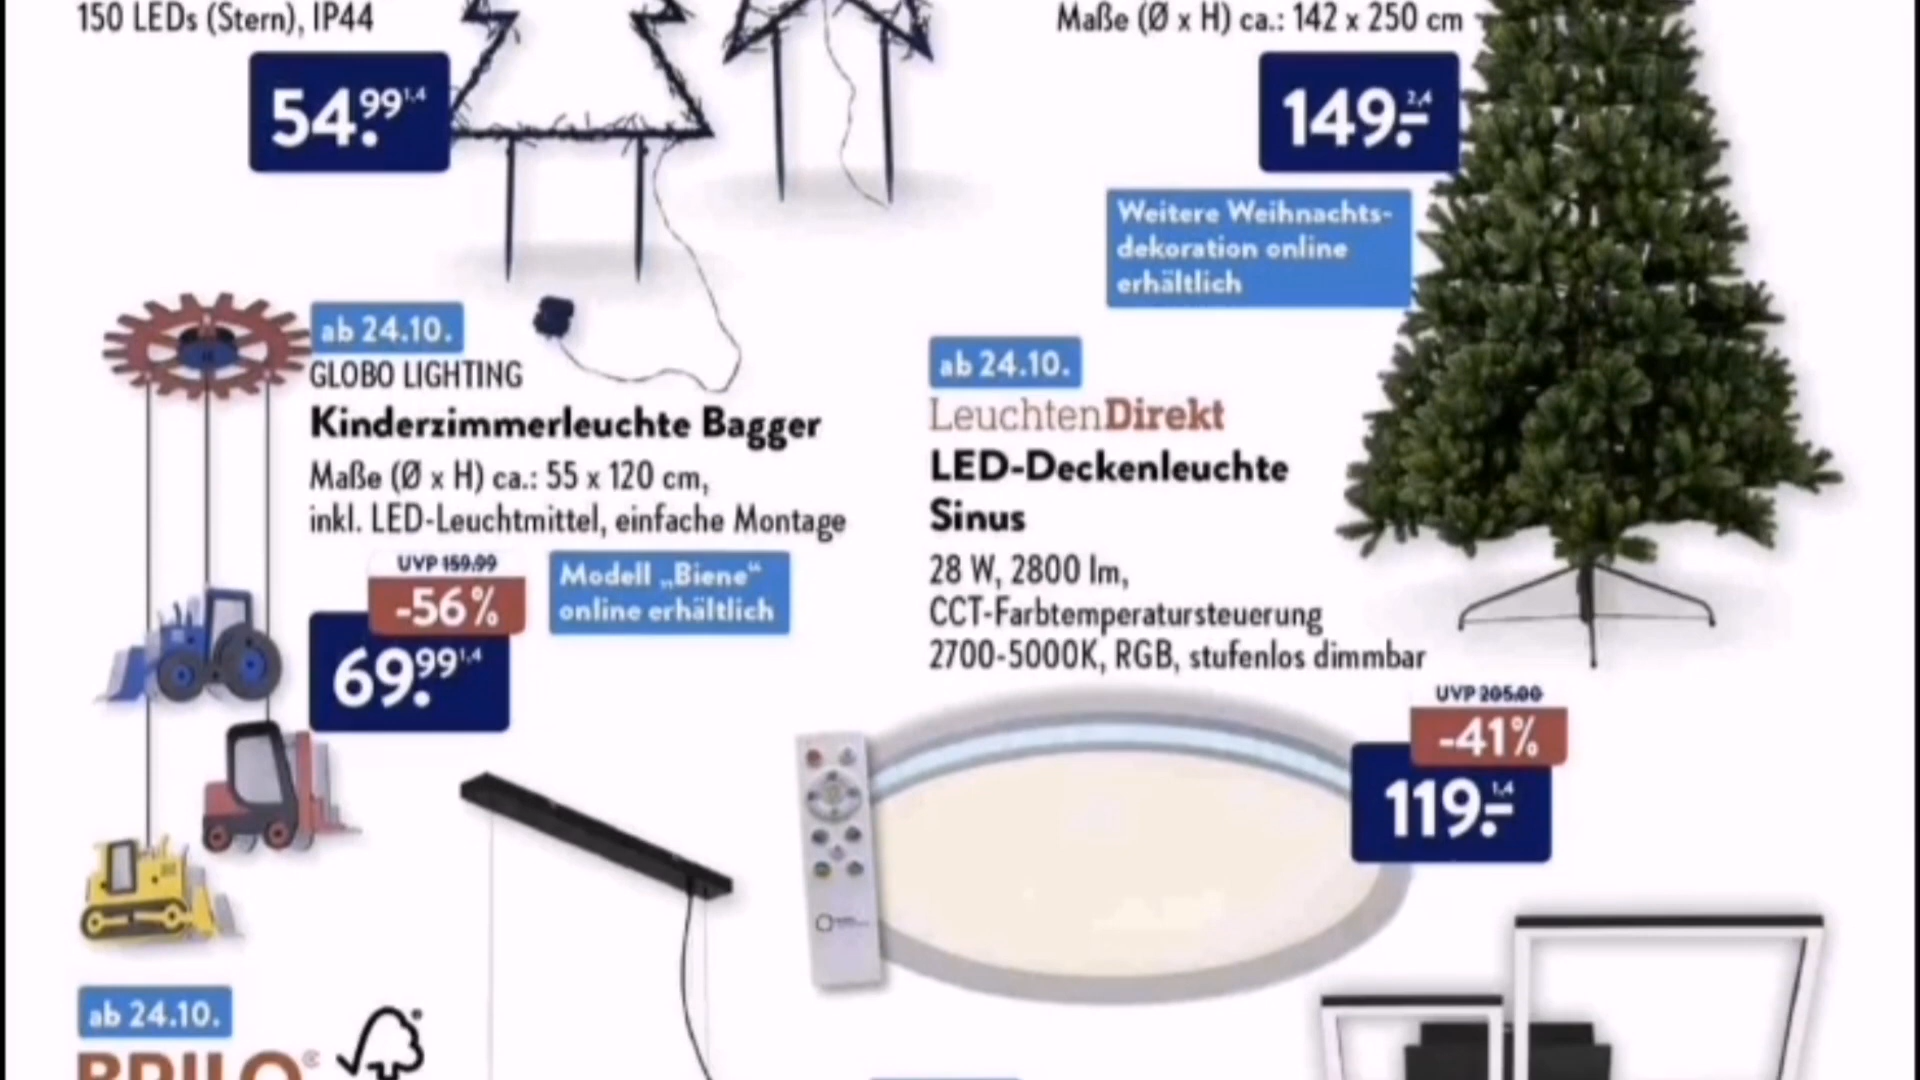 150 LEDs (Stern), IP44
54.99 1,4
Maße (Ø x H) ca.: 142 x 250 cm
149.– 2,4
Weitere Weihnachts-
dekoration online
erhältlich
ab 24.10.
GLOBO LIGHTING
Kinderzimmerleuchte Bagger
Maße (Ø x H) ca.: 55 x 120 cm,
inkl. LED-Leuchtmittel, einfache Montage
UVP 159.99
-56%
69.99 1,4
Modell „Biene“
online erhältlich
ab 24.10.
LeuchtenDirekt
LED-Deckenleuchte
Sinus
28 W, 2800 lm,
CCT-Farbtemperatursteuerung
2700-5000K, RGB, stufenlos dimmbar
UVP 205.00
-41%
119.– 1,4
ab 24.10.
BRILO